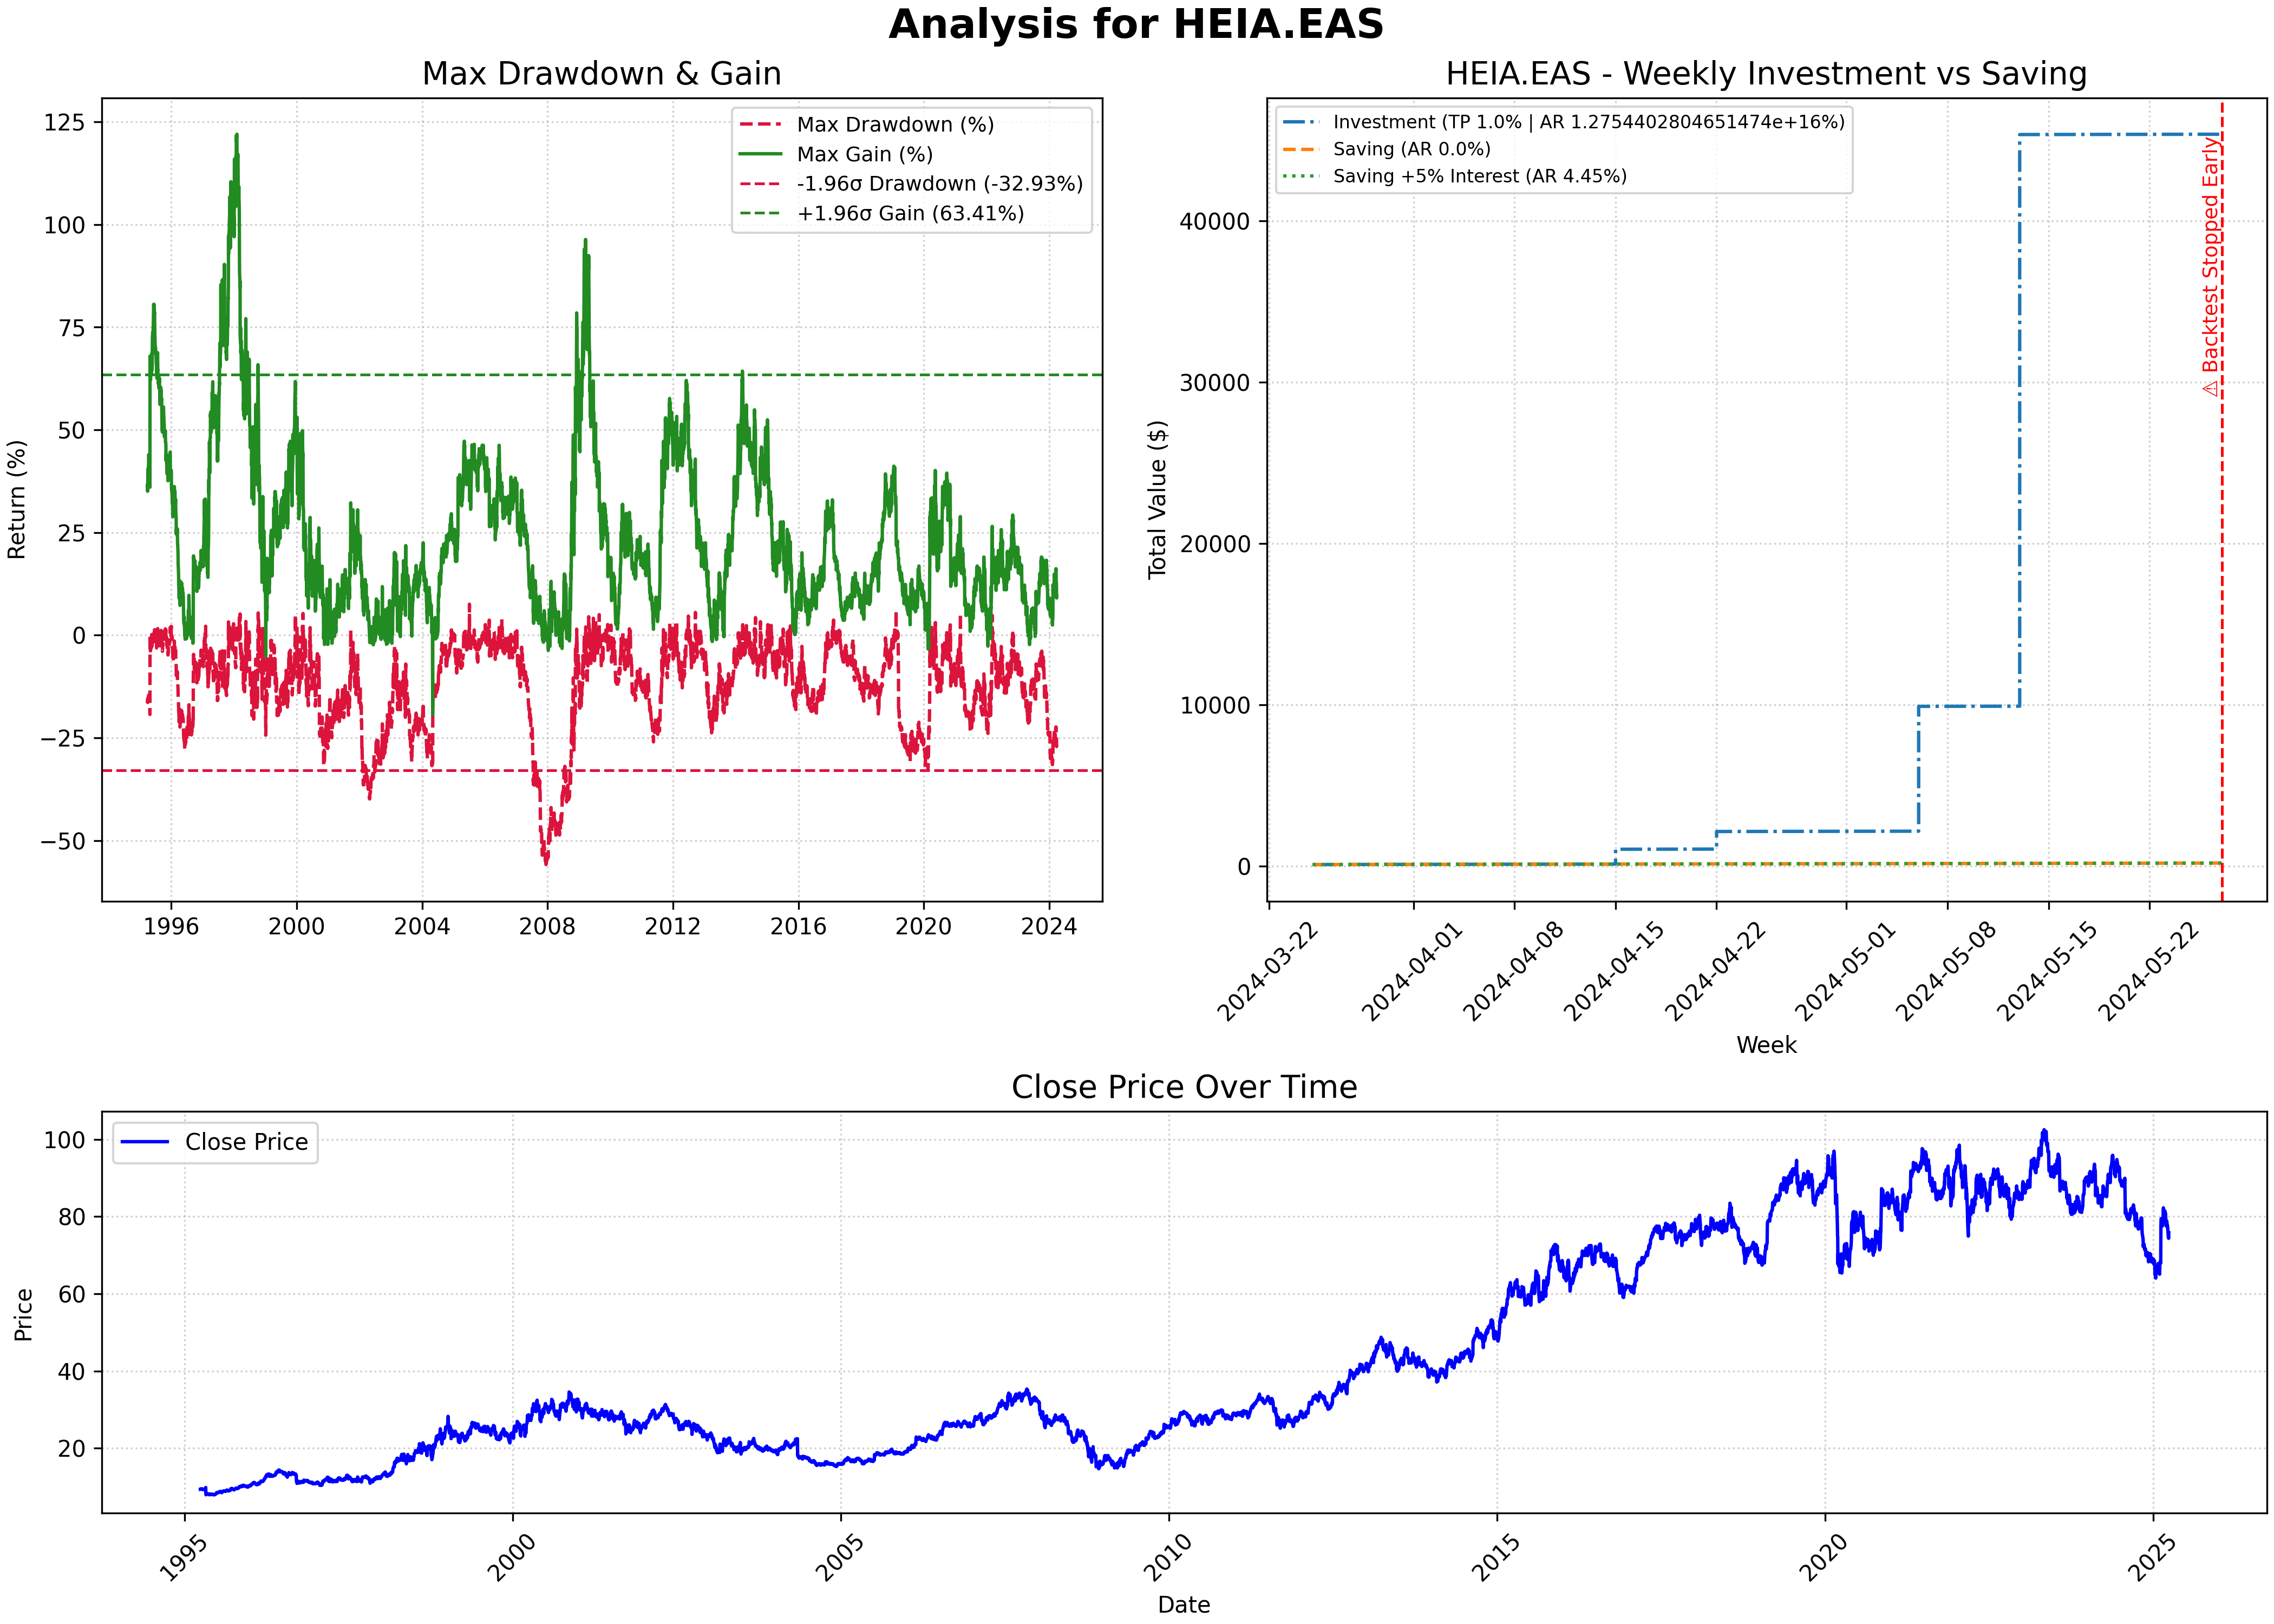 Analysis for HEIA.EAS
Max Drawdown & Gain
Return (%)
125
100
75
50
25
0
−25
−50
Max Drawdown (%)
Max Gain (%)
-1.96σ Drawdown (-32.93%)
+1.96σ Gain (63.41%)
1996
2000
2004
2008
2012
2016
2020
2024
HEIA.EAS - Weekly Investment vs Saving
Total Value ($)
40000
30000
20000
10000
0
Investment (TP 1.0% | AR 1.2754402804651474e+16%)
Saving (AR 0.0%)
Saving +5% Interest (AR 4.45%)
⚠ Backtest Stopped Early
2024-03-22
2024-04-01
2024-04-08
2024-04-15
2024-04-22
2024-05-01
2024-05-08
2024-05-15
2024-05-22
Week
Close Price Over Time
Price
100
80
60
40
20
Close Price
1995
2000
2005
2010
2015
2020
2025
Date